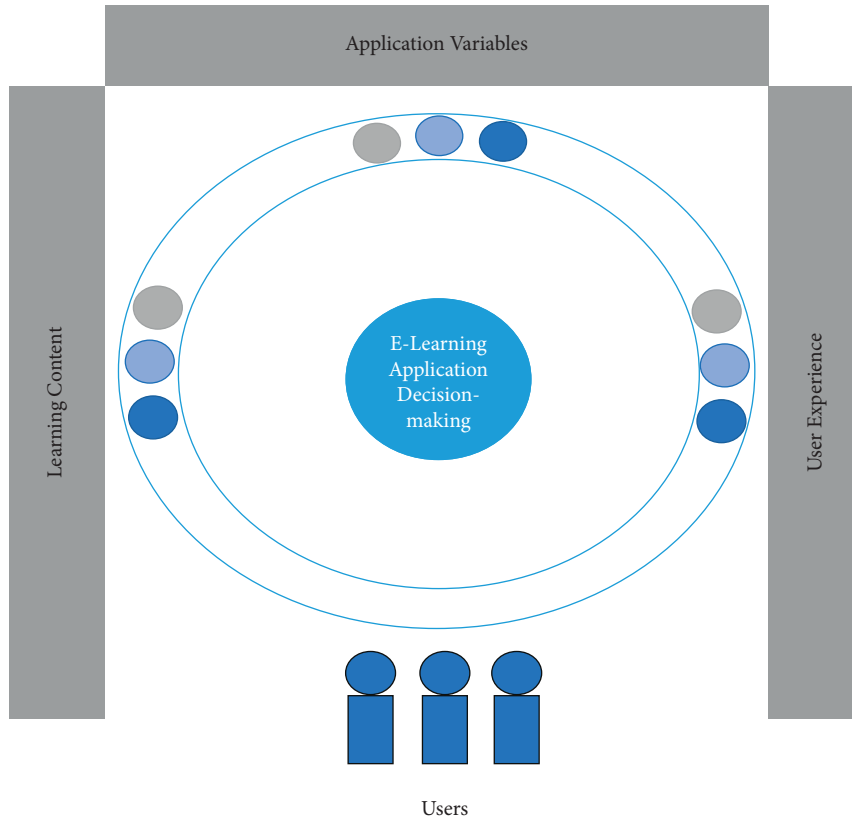 Application Variables
Learning Content
E-Learning
Application
Decision-
making
User Experience
Users